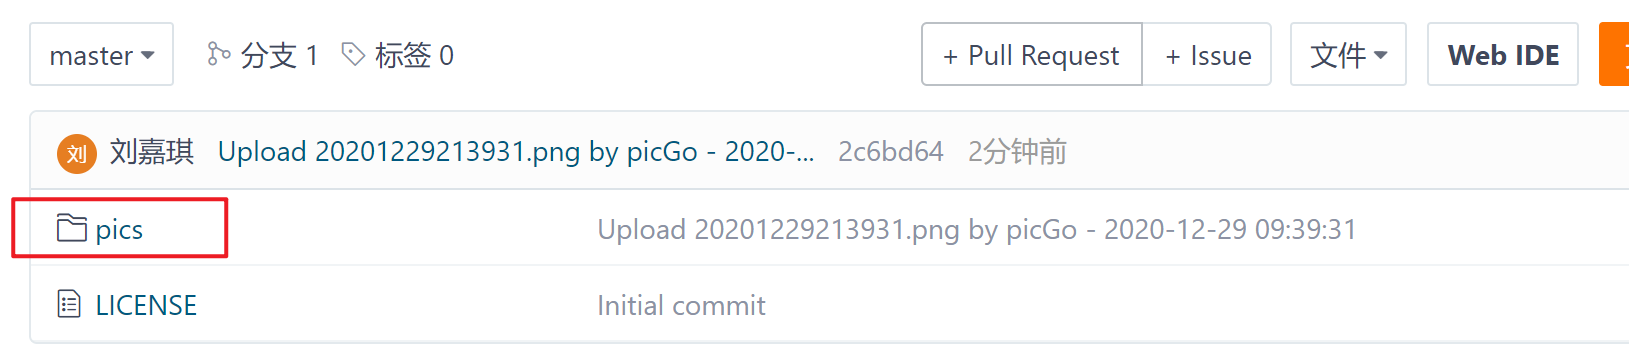 master 分支 1 标签 0 + Pull Request + Issue 文件 Web IDE
刘 刘嘉琪 Upload 20201229213931.png by picGo - 2020-... 2c6bd64 2分钟前
pics Upload 20201229213931.png by picGo - 2020-12-29 09:39:31
LICENSE Initial commit